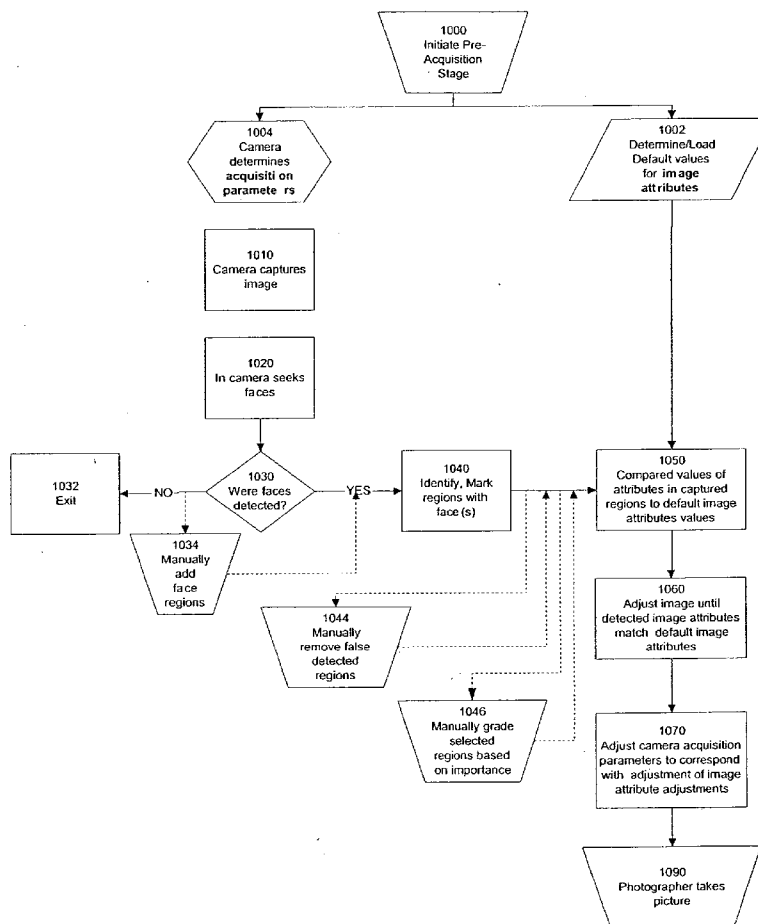 1000
Initiate Pre-
Acquisition
Stage
1004
Camera
determines
acquisiti on
parame te rs
1002
Determine/Load
Default values
for image
attributes
1010
Camera captures
image
1020
In camera seeks
faces
1032
Exit
NO
1030
Were faces
detected?
YES
1040
Identify, Mark
regions with
face (s)
1050
Compared values of
attributes in captured
regions to default image
attributes values
1034
Manually
add
face
regions
1044
Manually
remove false
detected
regions
1060
Adjust image until
detected image attributes
match default image
attributes
1046
Manually grade
selected
regions based
on importance
1070
Adjust camera acquisition
parameters to correspond
with adjustment of image
attribute adjustments
1090
Photographer takes
picture